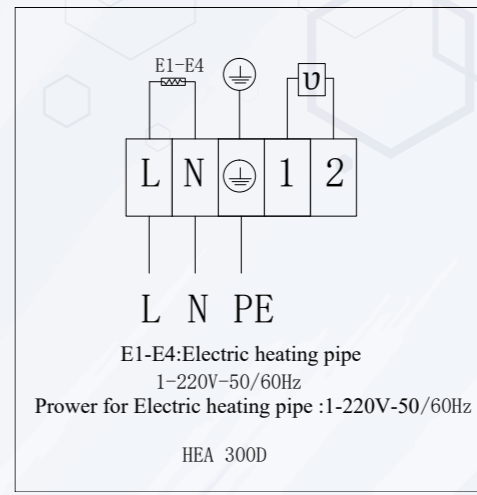 E1-E4
υ
L N 1 2
L N PE
E1-E4:Electric heating pipe
1-220V-50/60Hz
Prower for Electric heating pipe :1-220V-50/60Hz
HEA 300D